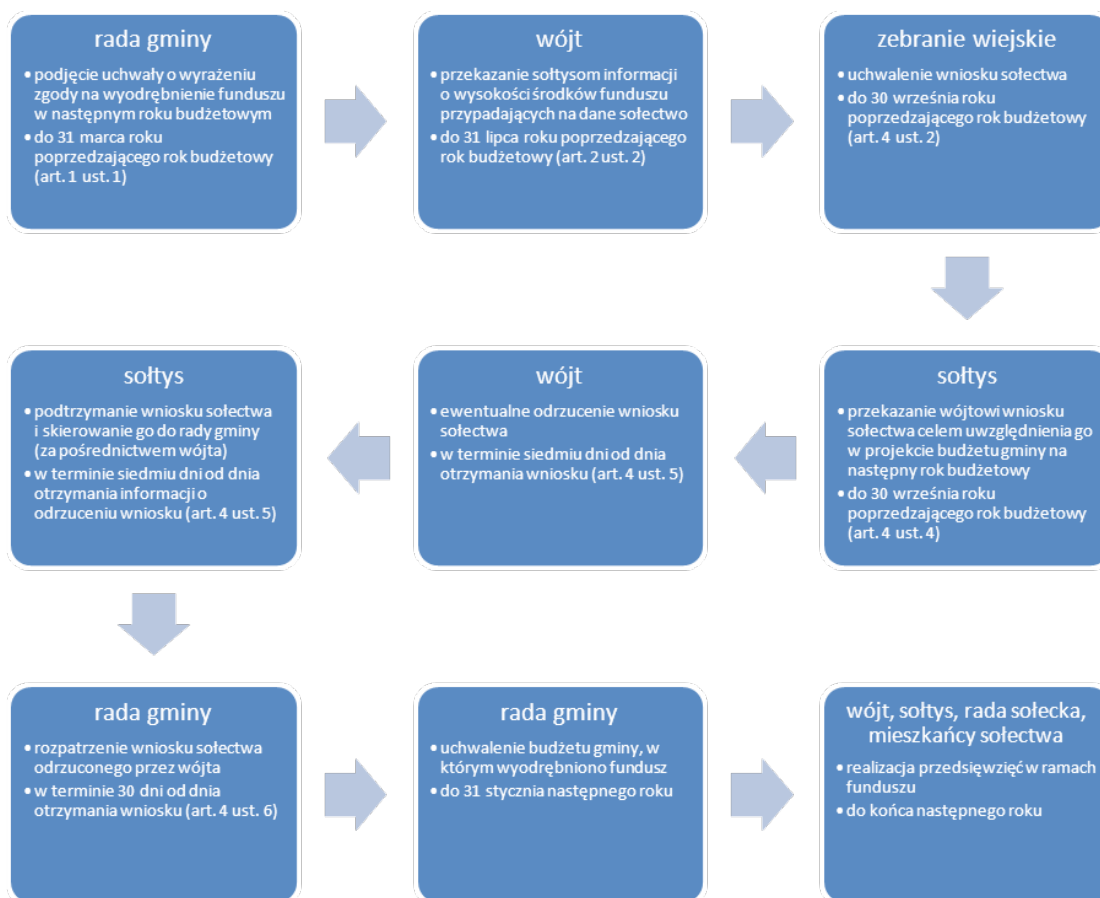 rada gminy
• podjęcie uchwały o wyrażeniu
zgody na wyodrębnienie funduszu
w następnym roku budżetowym
• do 31 marca roku
poprzedzającego rok budżetowy
(art. 1 ust. 1)
wójt
• przekazanie sołtysom informacji
o wysokości środków funduszu
przypadających na dane sołectwo
• do 31 lipca roku poprzedzającego
rok budżetowy (art. 2 ust. 2)
zebranie wiejskie
• uchwalenie wniosku sołectwa
• do 30 września roku
poprzedzającego rok budżetowy
(art. 4 ust. 2)
sołtys
• przekazanie wójtowi wniosku
sołectwa celem uwzględnienia go
w projekcie budżetu gminy na
następny rok budżetowy
• do 30 września roku
poprzedzającego rok budżetowy
(art. 4 ust. 4)
wójt
• ewentualne odrzucenie wniosku
sołectwa
• w terminie siedmiu dni od dnia
otrzymania wniosku (art. 4 ust. 5)
sołtys
• podtrzymanie wniosku sołectwa
i skierowanie go do rady gminy
(za pośrednictwem wójta)
• w terminie siedmiu dni od dnia
otrzymania informacji o
odrzuceniu wniosku (art. 4 ust. 5)
rada gminy
• rozpatrzenie wniosku sołectwa
odrzuconego przez wójta
• w terminie 30 dni od dnia
otrzymania wniosku (art. 4 ust. 6)
rada gminy
• uchwalenie budżetu gminy, w
którym wyodrębniono fundusz
• do 31 stycznia następnego roku
wójt, sołtys, rada sołecka,
mieszkańcy sołectwa
• realizacja przedsięwzięć w ramach
funduszu
• do końca następnego roku